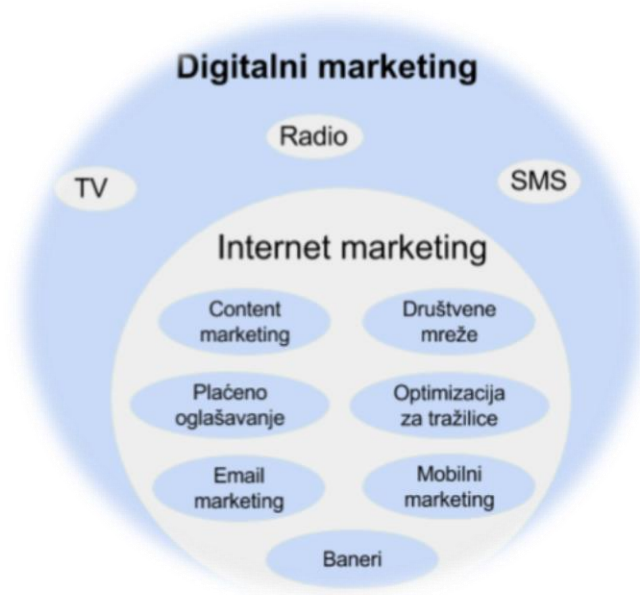 Digitalni marketing
Radio
TV
SMS
Internet marketing
Content
marketing
Društvene
mreže
Plaćeno
oglašavanje
Optimizacija
za tražilice
Email
marketing
Mobilni
marketing
Baneri